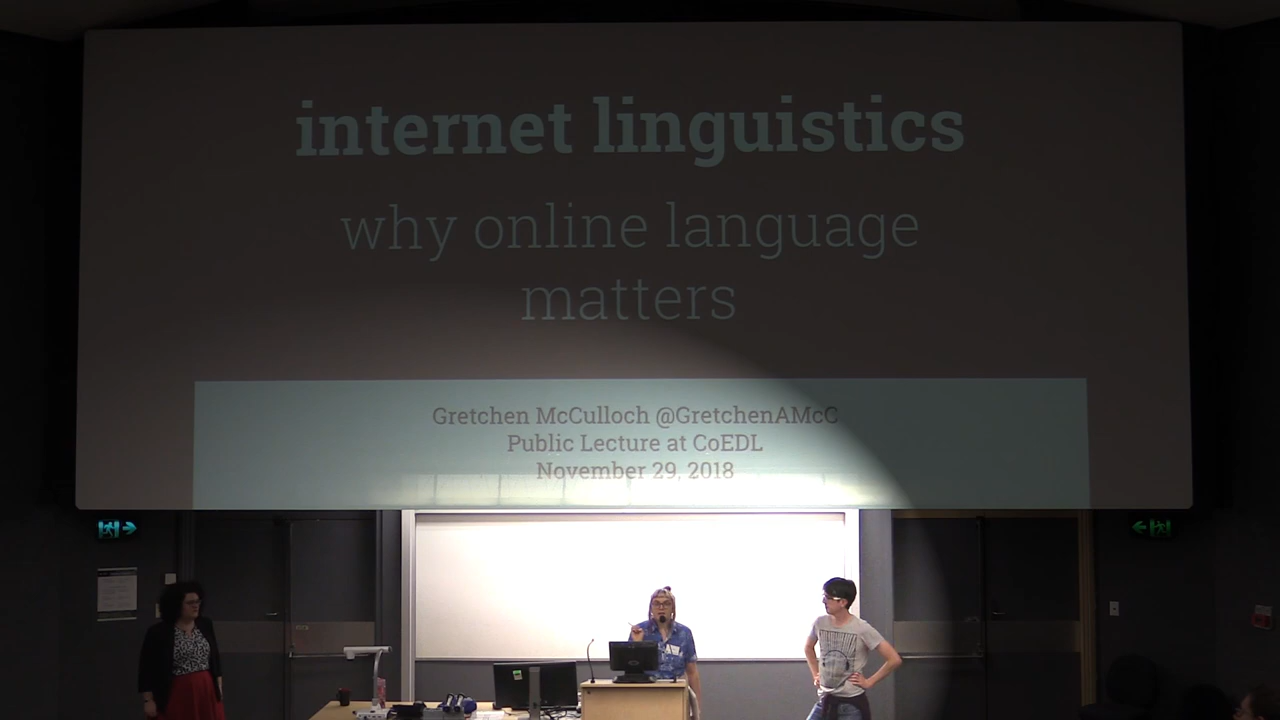 internet linguistics
why online language
matters
Gretchen McCulloch @GretchenAMcC
Public Lecture at CoEDL
November 29, 2018